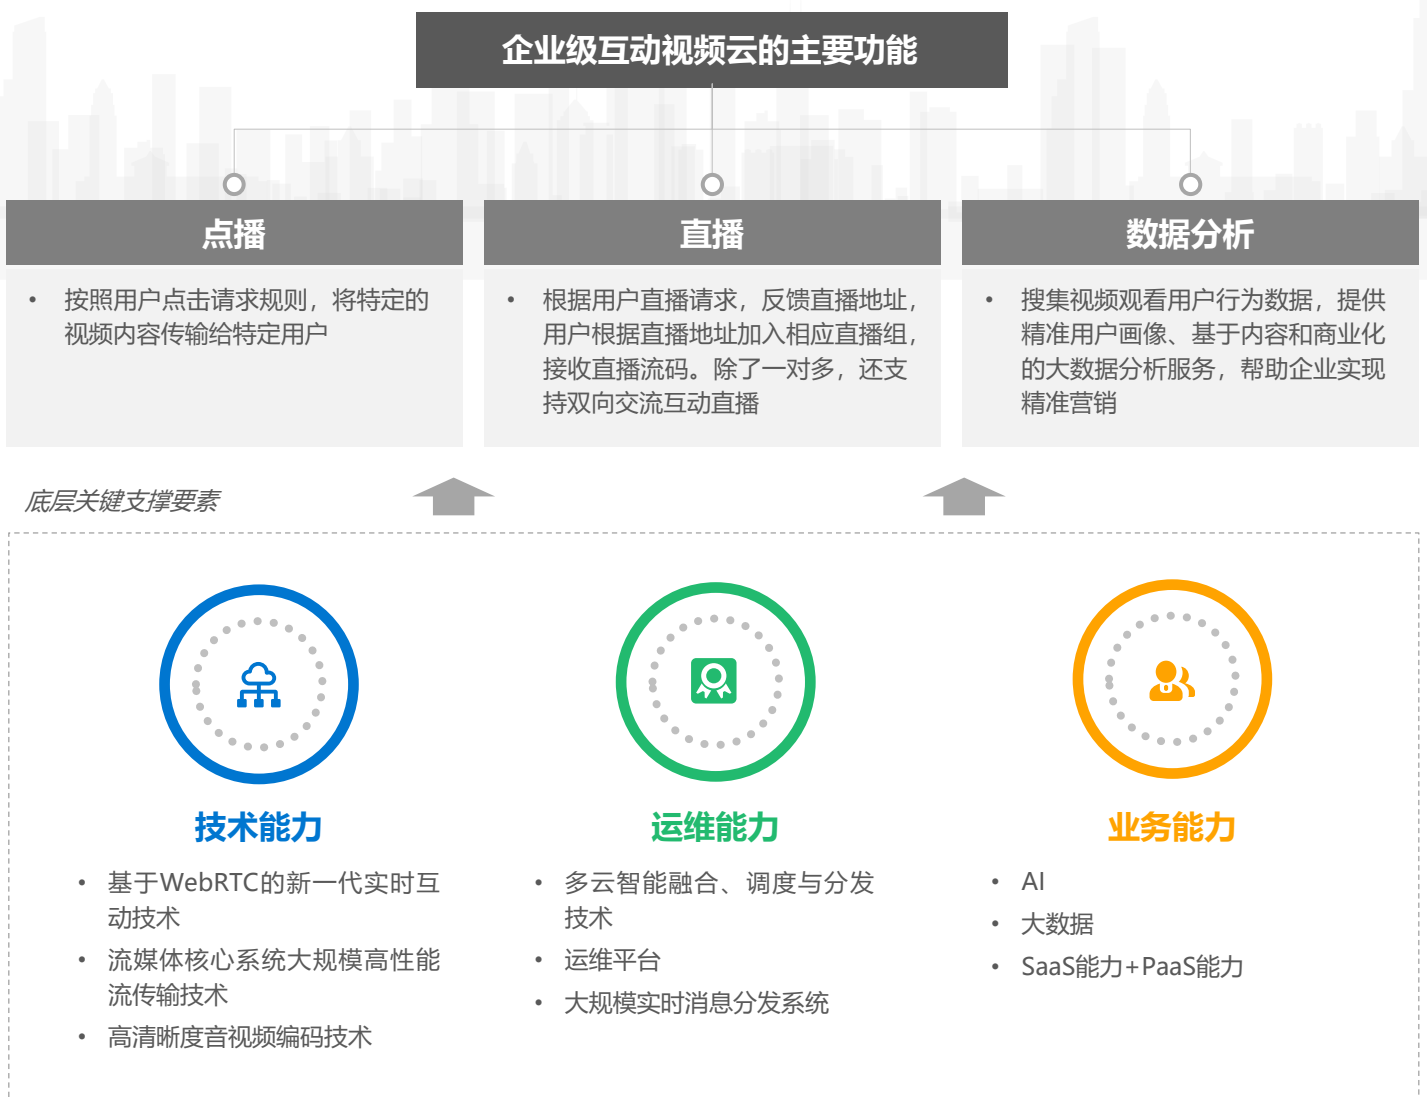 企业级互动视频云的主要功能
点播
• 按照用户点击请求规则，将特定的
视频内容传输给特定用户
直播
• 根据用户直播请求，反馈直播地址，
用户根据直播地址加入相应直播组，
接收直播流码。除了一对多，还支
持双向交流互动直播
数据分析
• 搜集视频观看用户行为数据，提供
精准用户画像、基于内容和商业化
的大数据分析服务，帮助企业实现
精准营销
底层关键支撑要素
技术能力
• 基于WebRTC的新一代实时互
动技术
• 流媒体核心系统大规模高性能
流传输技术
• 高清晰度音视频编码技术
运维能力
• 多云智能融合、调度与分发
技术
• 运维平台
• 大规模实时消息分发系统
业务能力
• AI
• 大数据
• SaaS能力+PaaS能力